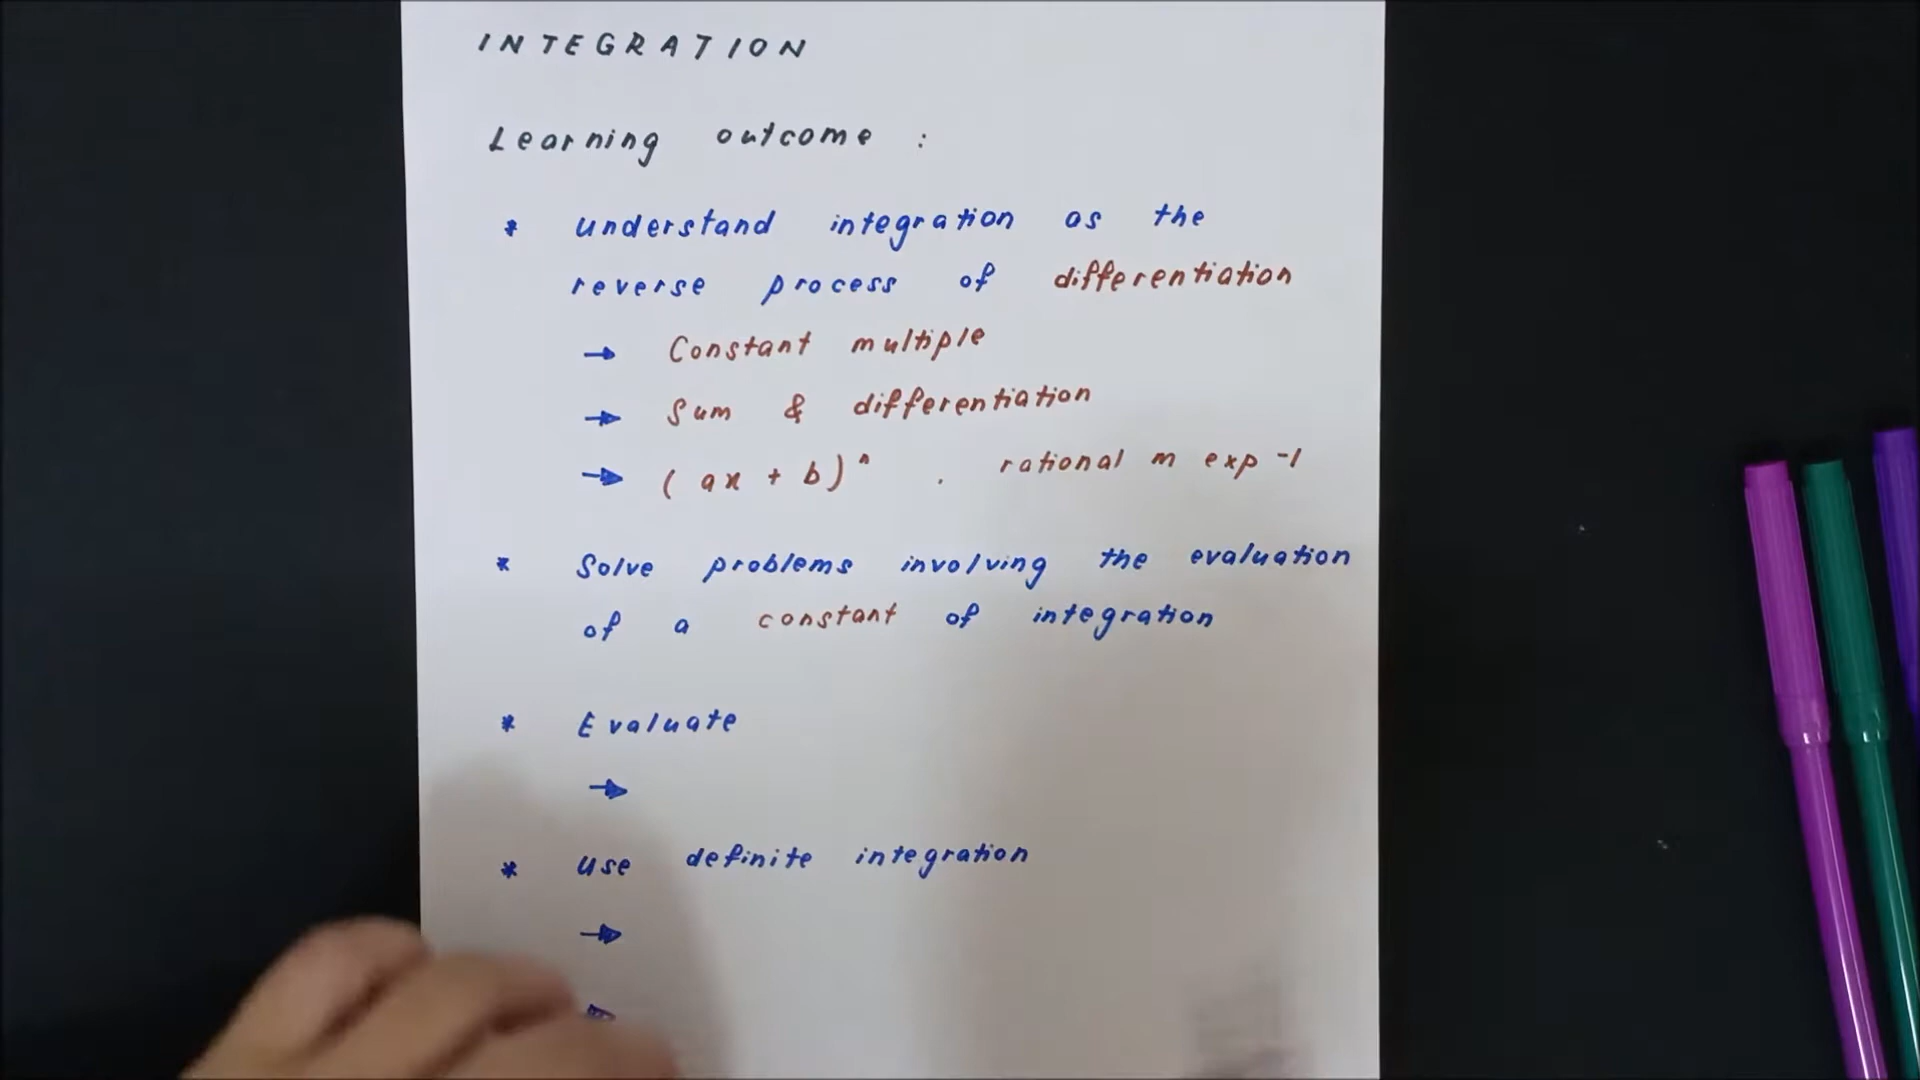 INTEGRATION
Learning outcome :
* understand integration as the
reverse process of differentiation
→ Constant multiple
→ Sum & differentiation
→ (ax + b)ⁿ . rational m exp -1
* Solve problems involving the evaluation
of a constant of integration
* Evaluate
→
* use definite integration
→